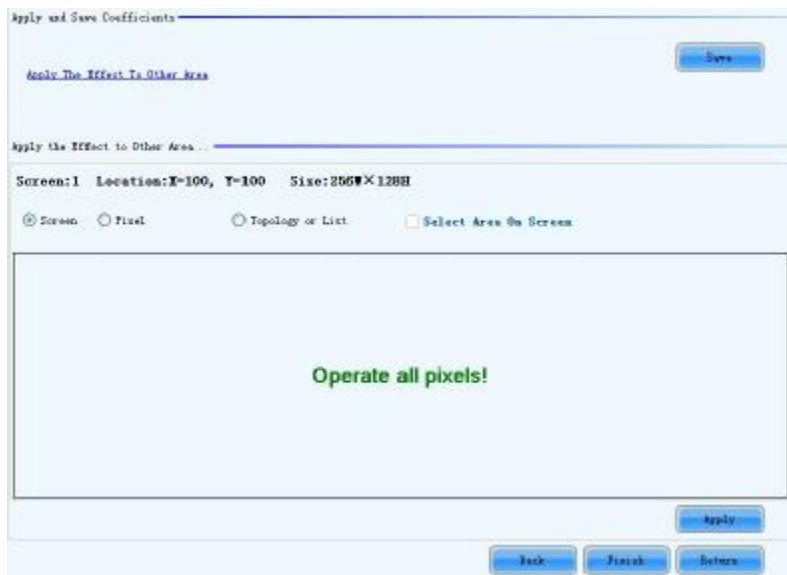 Apply and Save Coefficients
Save
Apply The Effect To Other Area
Apply the Effect to Other Area...
Screen:1 Location:X=100, Y=100 Size:256W×128H
Screen Pixel Topology or List Select Area On Screen
Operate all pixels!
Apply
Back Finish Return